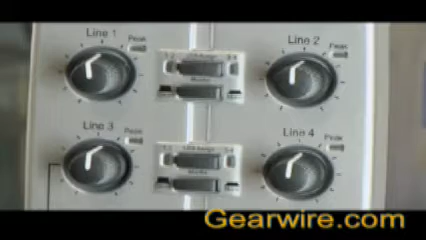 Line 1
Peak
Line 2
Peak
Line 3
Peak
Line 4
Peak
Gearwire.com